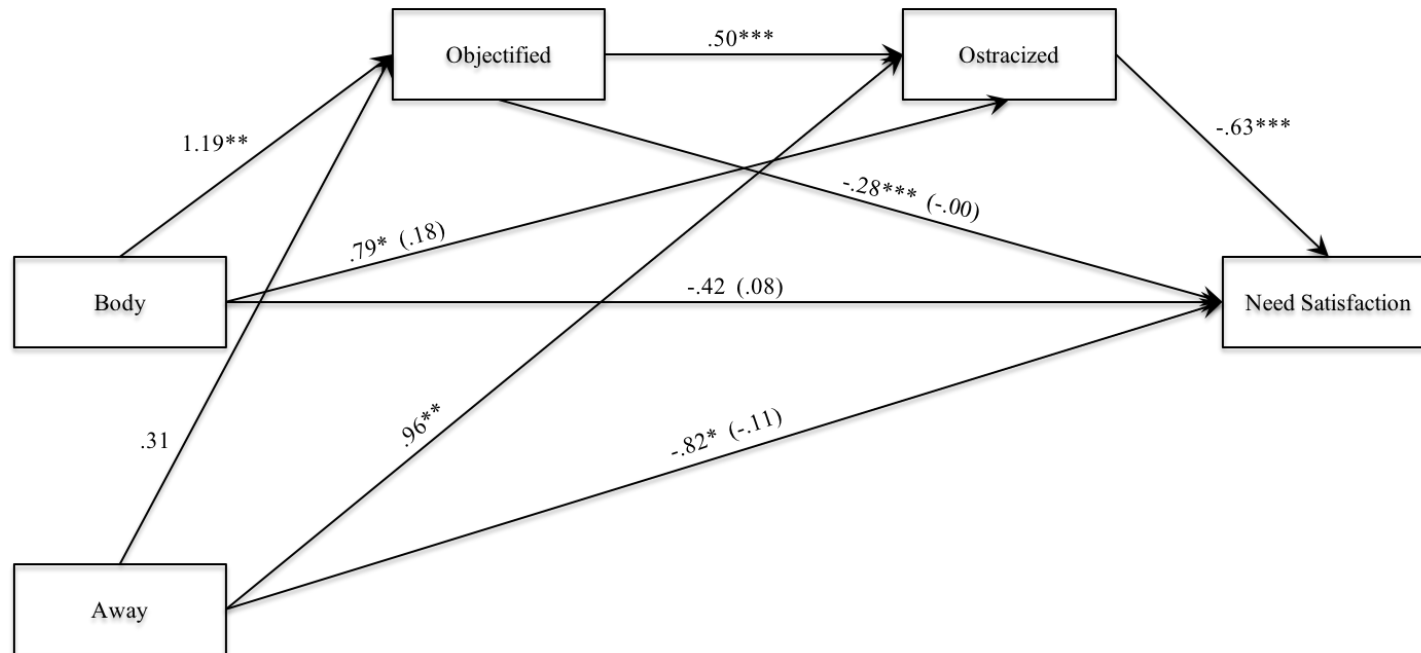 Objectified
.50***
Ostracized
1.19**
-.63***
-.28*** (-.00)
.79* (.18)
Body
-.42 (.08)
Need Satisfaction
.31
.96**
-.82* (-.11)
Away